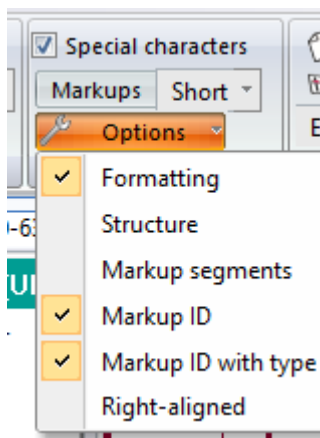 Special characters
Markups Short
Options
Formatting
Structure
Markup segments
Markup ID
Markup ID with type
Right-aligned